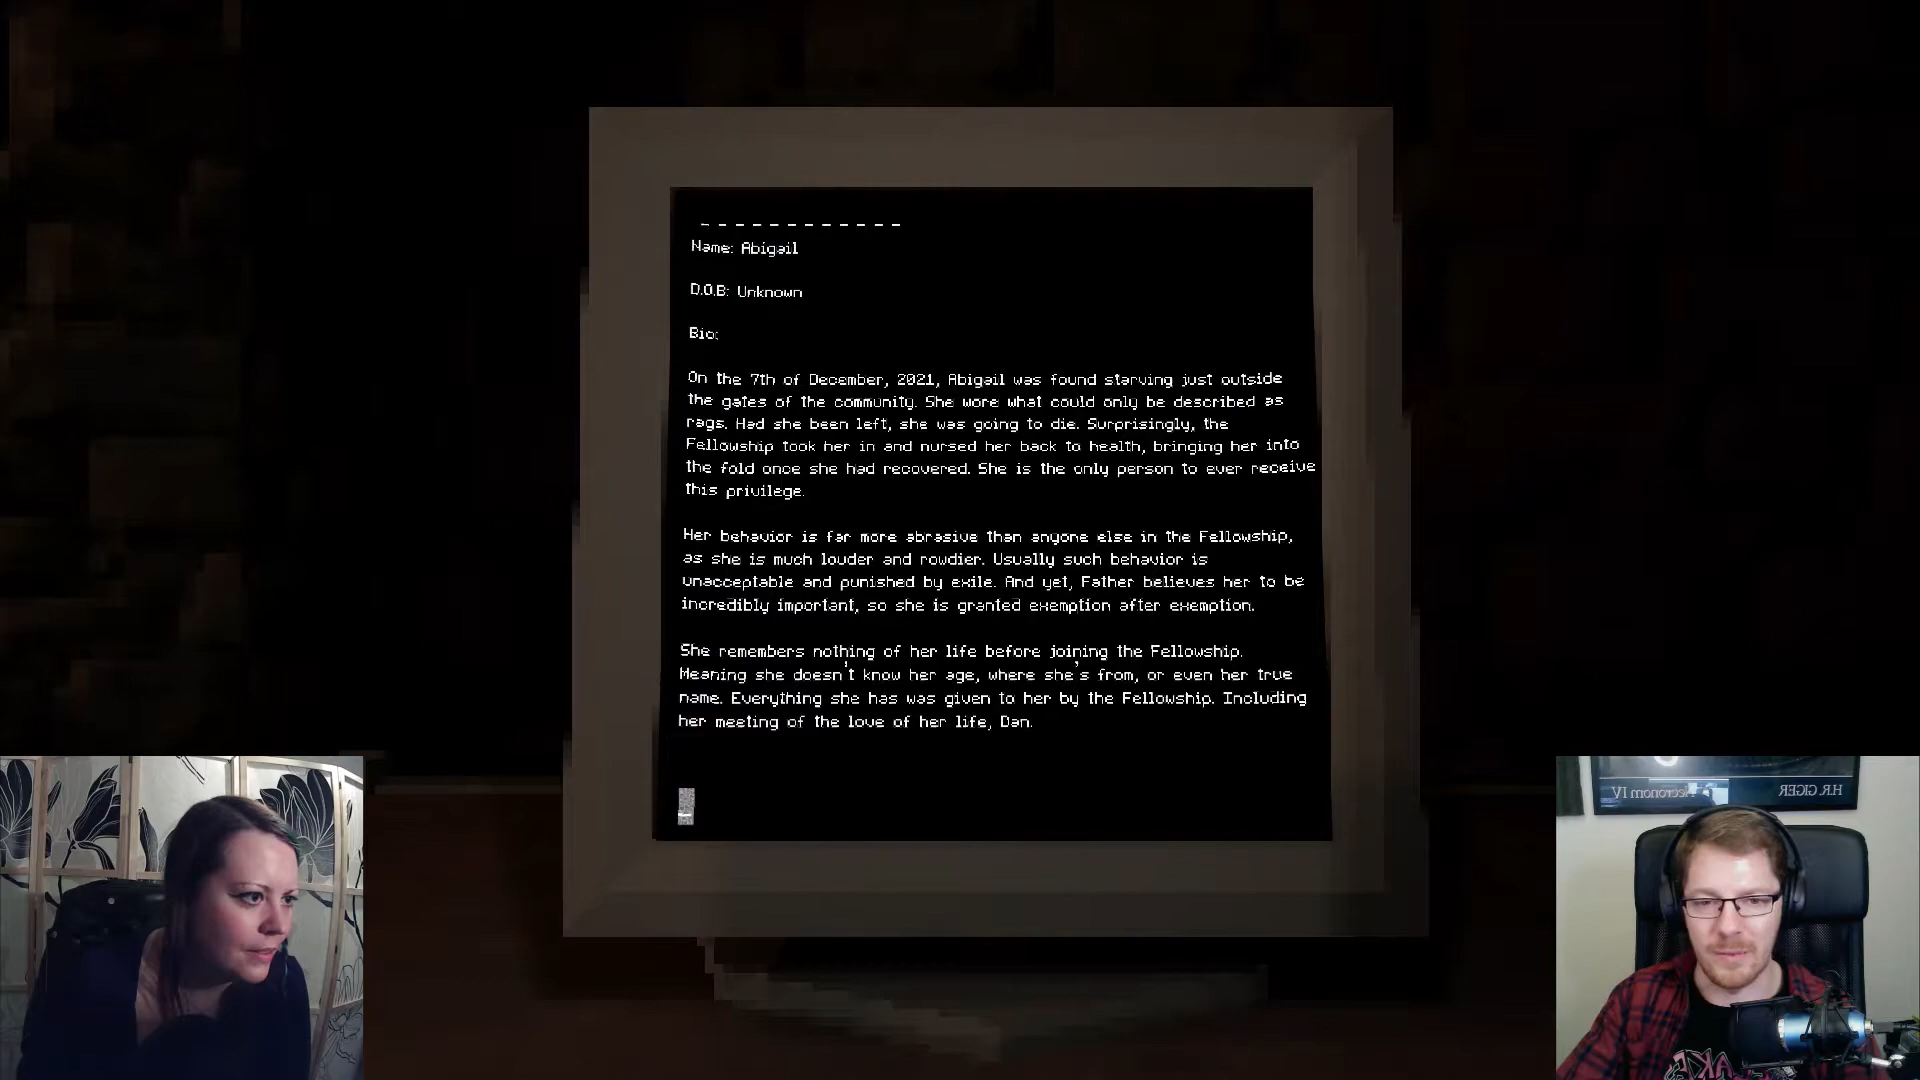 Name: Abigail
D.O.B: Unknown
Bio:
On the 7th of December, 2021, Abigail was found starving just outside
the gates of the community. She wore what could only be described as
rags. Had she been left, she was going to die. Surprisingly, the
Fellowship took her in and nursed her back to health, bringing her into
the fold once she had recovered. She is the only person to ever receive
this privilege.
Her behavior is far more abrasive than anyone else in the Fellowship,
as she is much louder and rowdier. Usually such behavior is
unacceptable and punished by exile. And yet, Father believes her to be
incredibly important, so she is granted exemption after exemption.
She remembers nothing of her life before joining the Fellowship.
Meaning she doesn't know her age, where she's from, or even her true
name. Everything she has was given to her by the Fellowship. Including
her meeting of the love of her life, Dan.
Necronom IV
H.R. GIGER